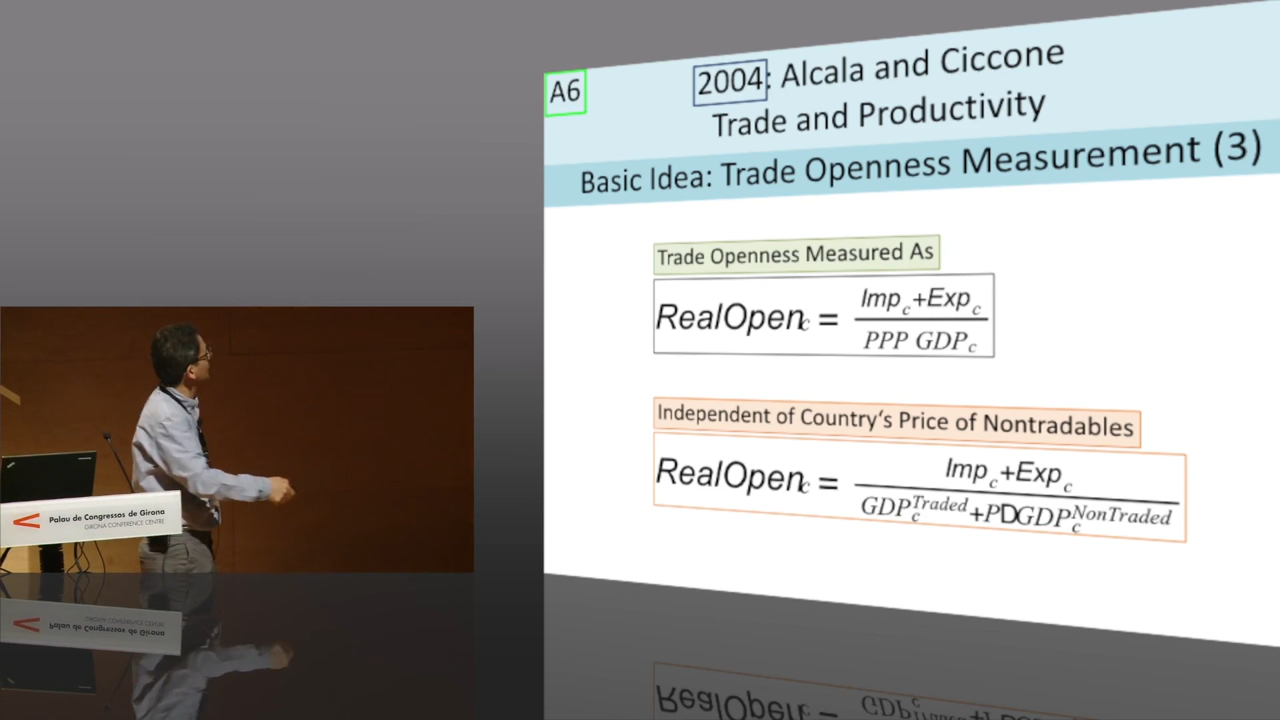 A6
2004: Alcala and Ciccone
Trade and Productivity
Basic Idea: Trade Openness Measurement (3)
Trade Openness Measured As
RealOpen_c = (Imp_c+Exp_c) / (PPP GDP_c)
Independent of Country's Price of Nontradables
RealOpen_c = (Imp_c+Exp_c) / (GDP_c^Traded+PDGDP_c^NonTraded)
Palau de Congressos de Girona
GIRONA CONFERENCE CENTRE